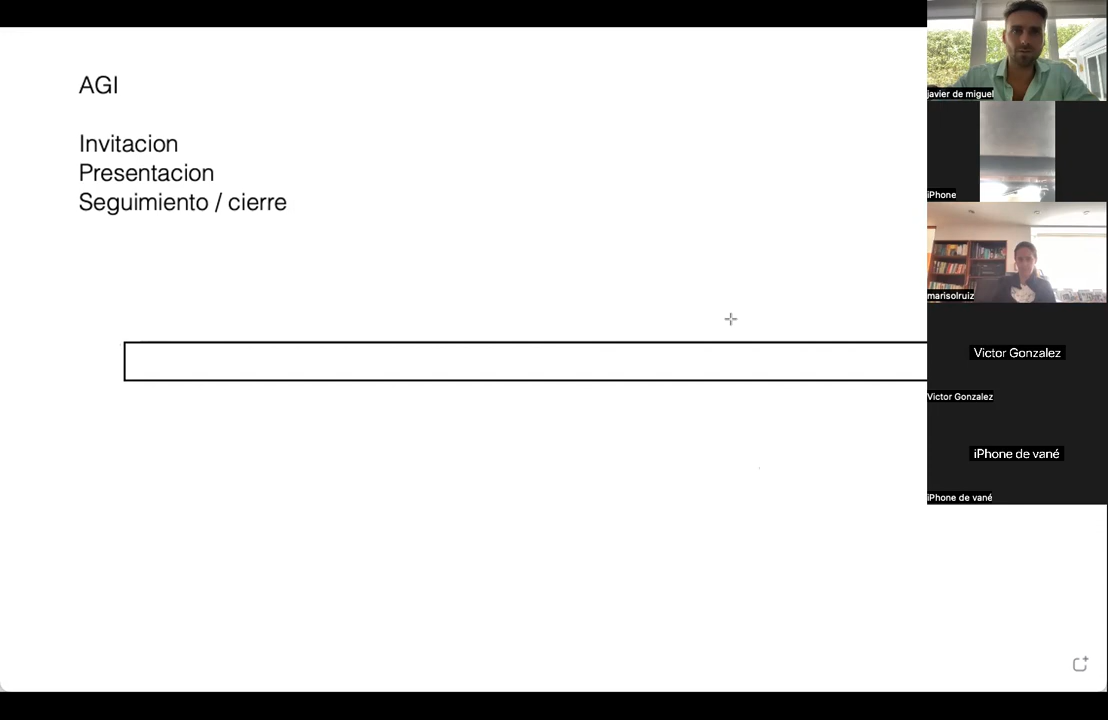 AGI
Invitacion
Presentacion
Seguimiento / cierre
javier de miguel
iPhone
marisolruiz
Victor Gonzalez
Victor Gonzalez
iPhone de vané
iPhone de vané